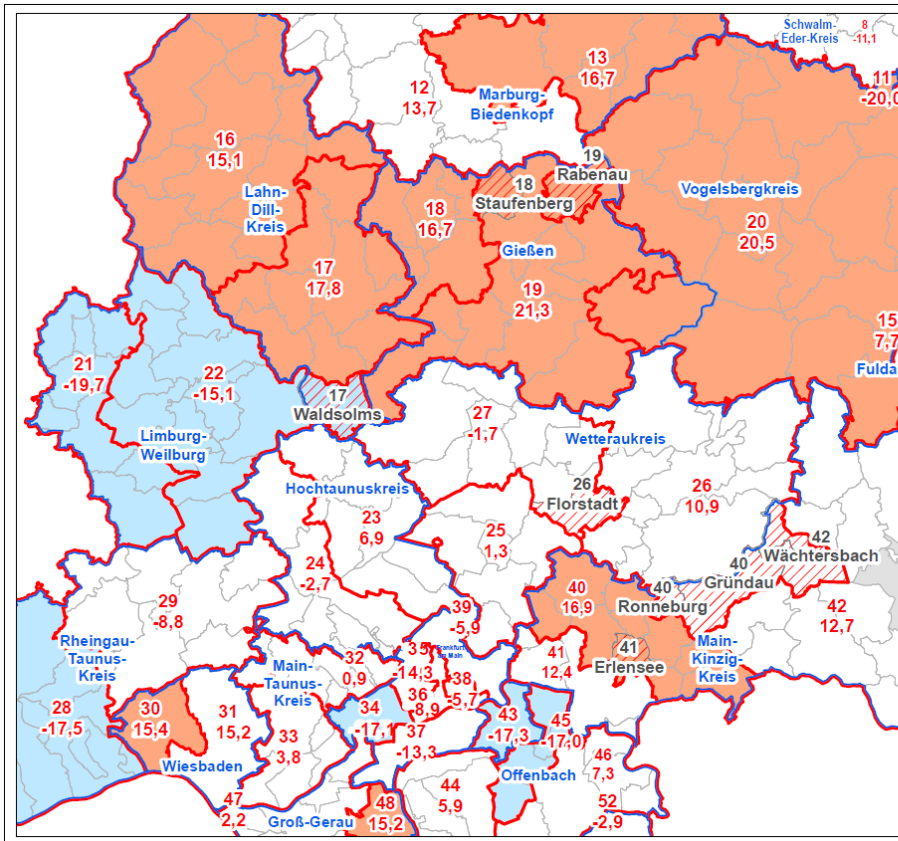 Schwalm-
Eder-Kreis
8
-11,1
13
16,7
12
13,7
Marburg-
Biedenkopf
11
-20,0
16
15,1
19
Rabenau
18
Staufenberg
Lahn-
Dill-
Kreis
18
16,7
Vogelsbergkreis
20
20,5
Gießen
17
17,8
19
21,3
15
7,7
Fulda
21
-19,7
22
-15,1
17
Waldsolms
Limburg-
Weilburg
27
-1,7
Wetteraukreis
26
Florstadt
26
10,9
Hochtaunuskreis
23
6,9
25
1,3
24
-2,7
42
Wächtersbach
40
Gründau
40
Ronneburg
40
16,9
42
12,7
29
-8,8
39
-5,9
Rheingau-
Taunus-
Kreis
Main-
Taunus-
Kreis
32
0,9
35
-14,3
Frankfurt
am Main
41
12,4
41
Erlensee
Main-
Kinzig-
Kreis
38
-5,7
36
-8,9
28
-17,5
30
15,4
31
15,2
34
-17,1
43
-17,3
45
-17,0
33
3,8
37
-13,3
Wiesbaden
Offenbach
46
7,3
44
5,9
47
2,2
Groß-Gerau
48
15,2
52
-2,9